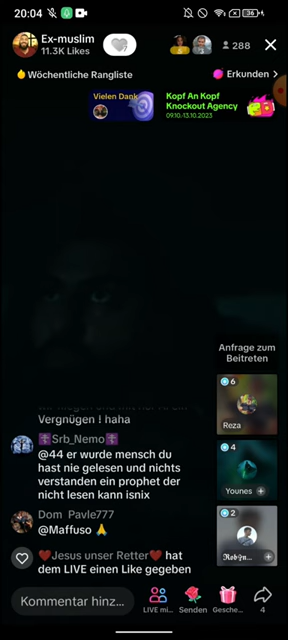 20:04
36
Ex-muslim
11.3K Likes
288
Wöchentliche Rangliste
Erkunden >
Vielen Dank
Kopf An Kopf
Knockout Agency
09.10-13.10.2023
Anfrage zum
Beitreten
6
Reza
4
Younes +
2
Vergnügen ! haha
Srb_Nemo
@44 er wurde mensch du
hast nie gelesen und nichts
verstanden ein prophet der
nicht lesen kann isnix
Dom_Pavle777
@Maffuso 🙏
❤️Jesus unser Retter❤️ hat
dem LIVE einen Like gegeben
Kommentar hinz...
LIVE mi...
Senden
Gesche...
4